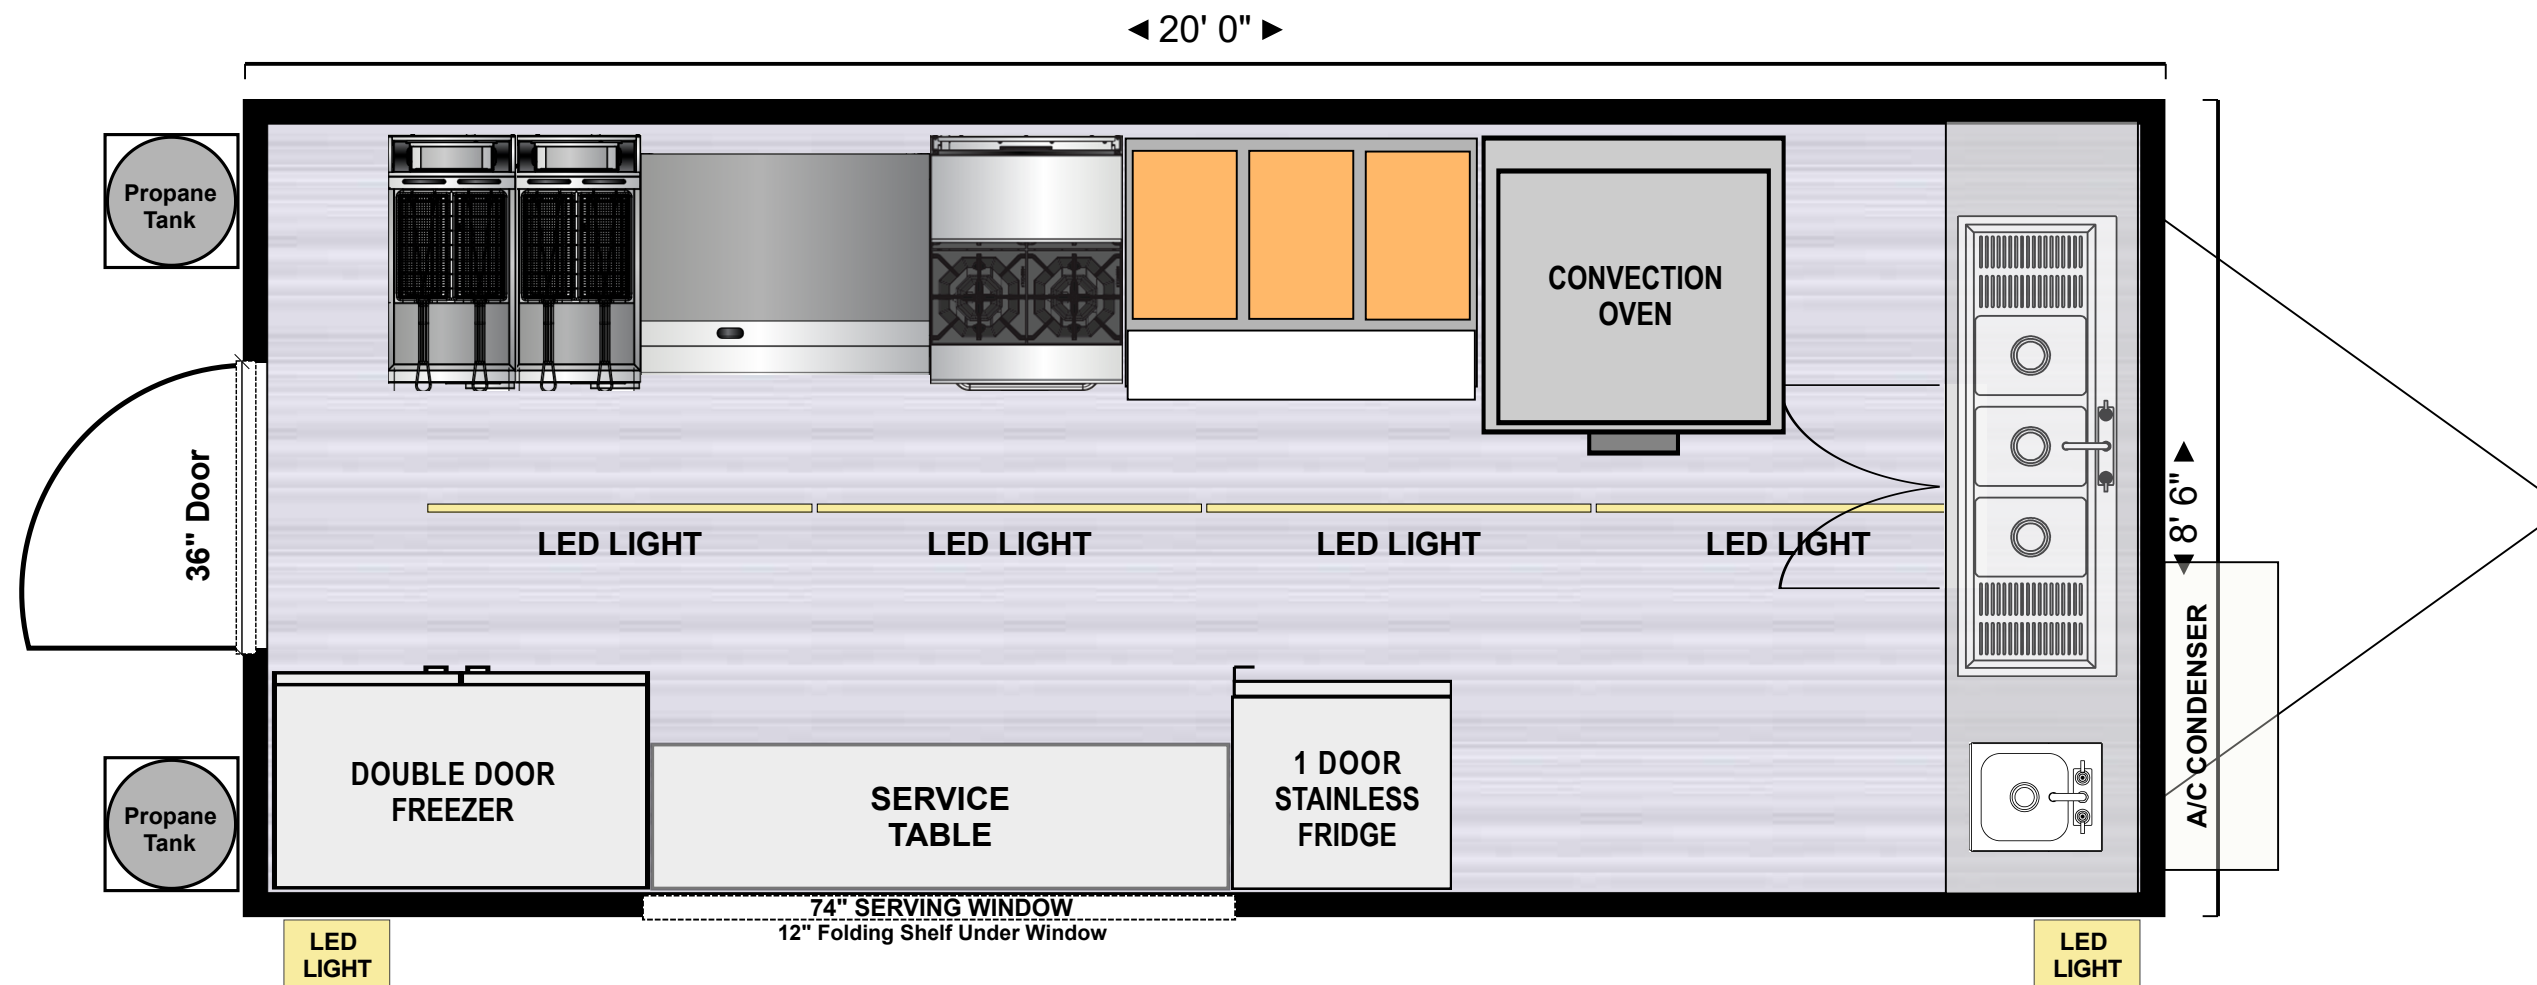 ◄ 20' 0" ►
Propane
Tank
CONVECTION
OVEN
36" Door
LED LIGHT
LED LIGHT
LED LIGHT
LED LIGHT
◄ 8' 6" ►
A/C CONDENSER
DOUBLE DOOR
FREEZER
SERVICE
TABLE
1 DOOR
STAINLESS
FRIDGE
Propane
Tank
74" SERVING WINDOW
12" Folding Shelf Under Window
LED
LIGHT
LED
LIGHT